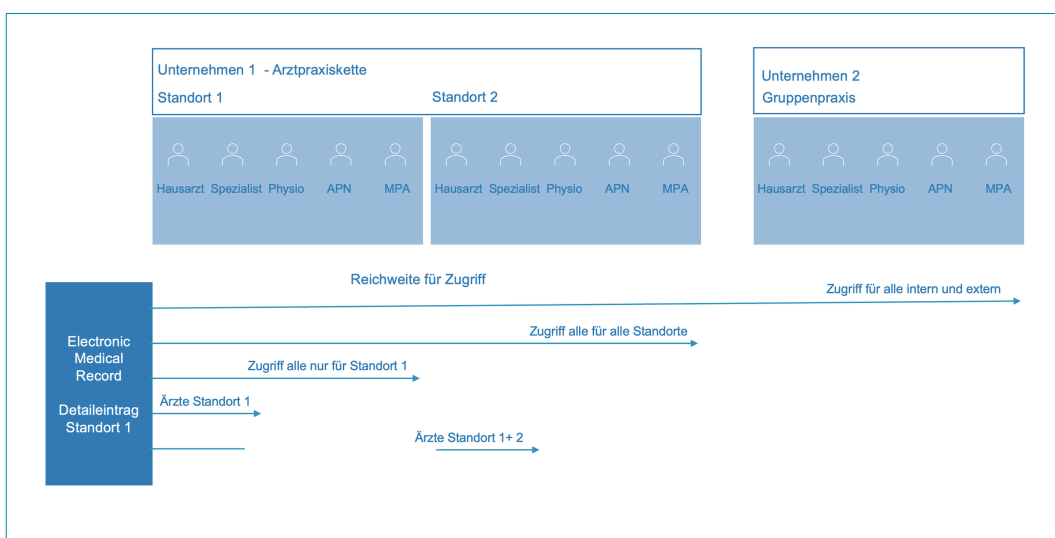 Unternehmen 1  - Arztpraxiskette
Standort 1
Standort 2
Unternehmen 2
Gruppenpraxis
Hausarzt Spezialist Physio APN MPA
Hausarzt Spezialist Physio APN MPA
Hausarzt Spezialist Physio APN MPA
Reichweite für Zugriff
Zugriff für alle intern und extern
Zugriff alle für alle Standorte
Zugriff alle nur für Standort 1
Ärzte Standort 1
Ärzte Standort 1+ 2
Electronic
Medical
Record
Detaileintrag
Standort 1